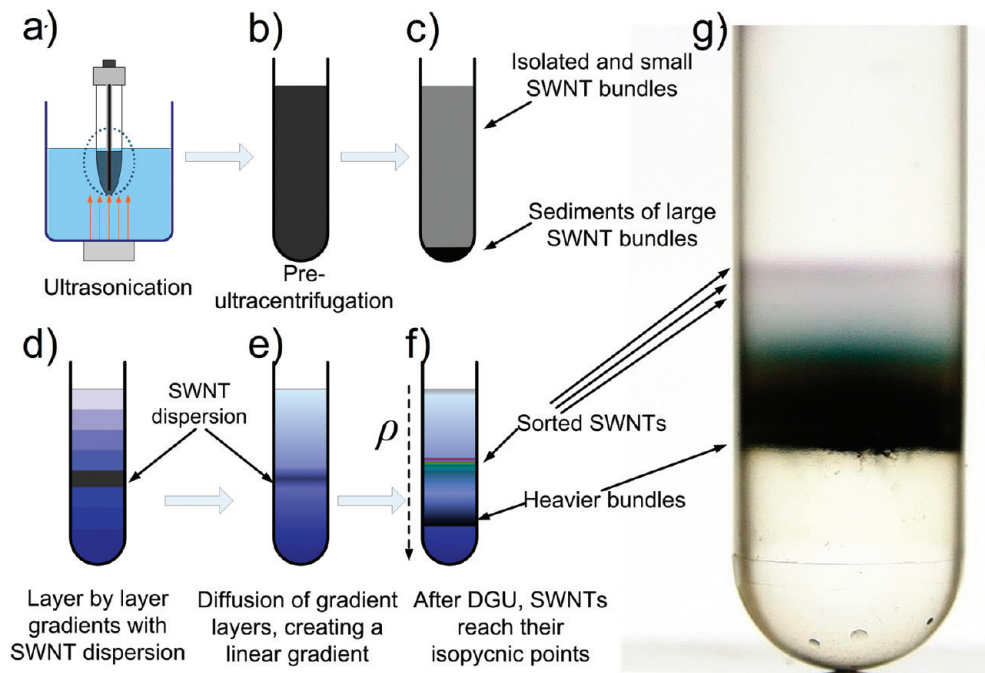 a)
b)
c)
g)
Isolated and small
SWNT bundles
Sediments of large
SWNT bundles
Ultrasonication
Pre-
ultracentrifugation
d)
e)
f)
SWNT
dispersion
ρ
Sorted SWNTs
Heavier bundles
Layer by layer
gradients with
SWNT dispersion
Diffusion of gradient
layers, creating a
linear gradient
After DGU, SWNTs
reach their
isopycnic points